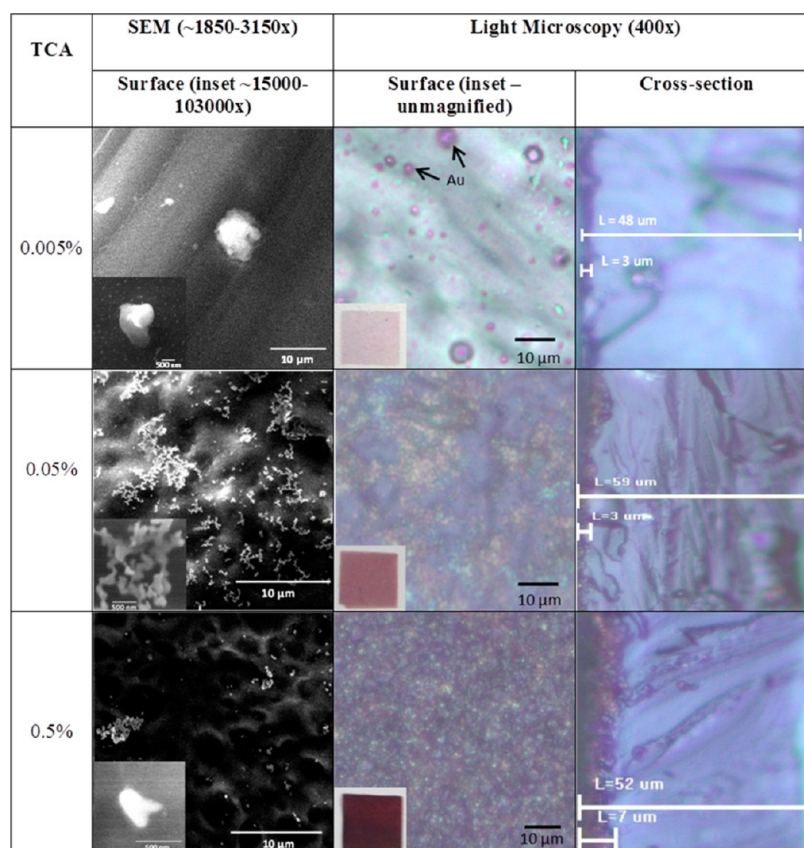 TCA
SEM (~1850-3150x)
Light Microscopy (400x)
Surface (inset ~15000-
103000x)
Surface (inset –
unmagnified)
Cross-section
0.005%
500 nm
10 µm
Au
10 µm
L = 48 um
L = 3 um
0.05%
500 nm
10 µm
10 µm
L=59 um
L=3 um
0.5%
500 nm
10 µm
10 µm
L=52 um
L=7 um